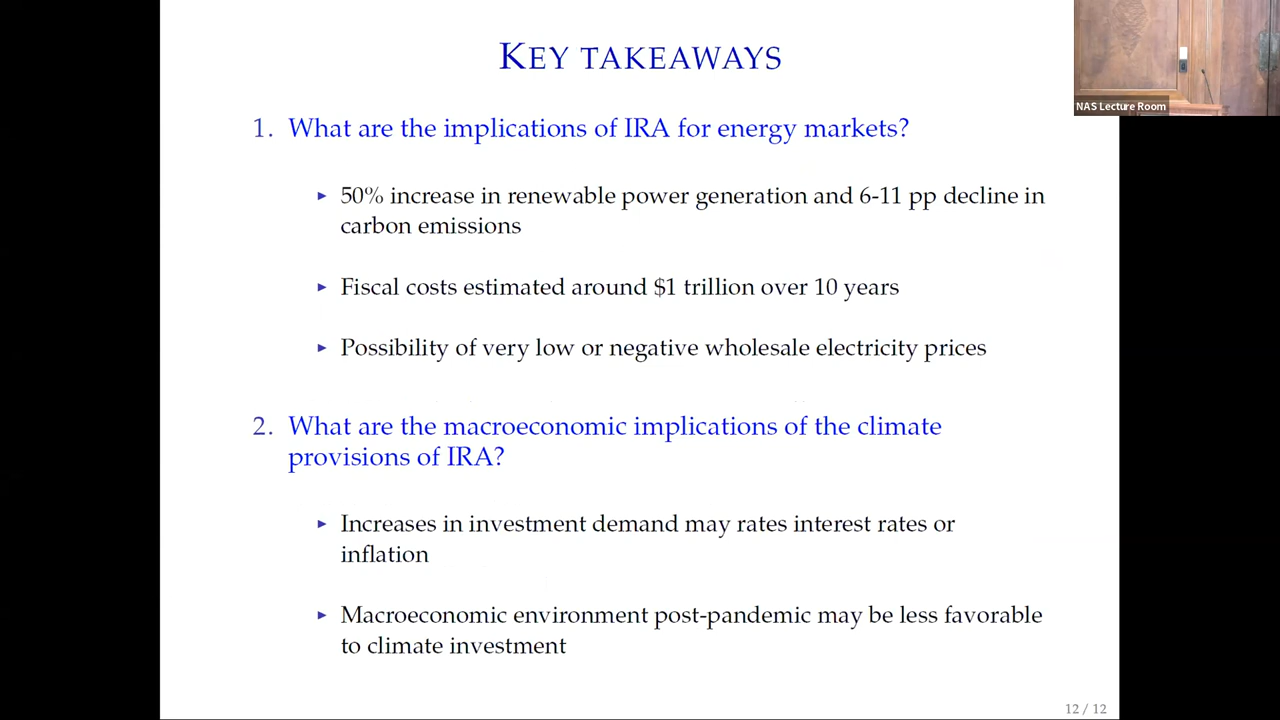 KEY TAKEAWAYS
NAS Lecture Room
1. What are the implications of IRA for energy markets?
▸ 50% increase in renewable power generation and 6-11 pp decline in
carbon emissions
▸ Fiscal costs estimated around $1 trillion over 10 years
▸ Possibility of very low or negative wholesale electricity prices
2. What are the macroeconomic implications of the climate
provisions of IRA?
▸ Increases in investment demand may rates interest rates or
inflation
▸ Macroeconomic environment post-pandemic may be less favorable
to climate investment
12 / 12